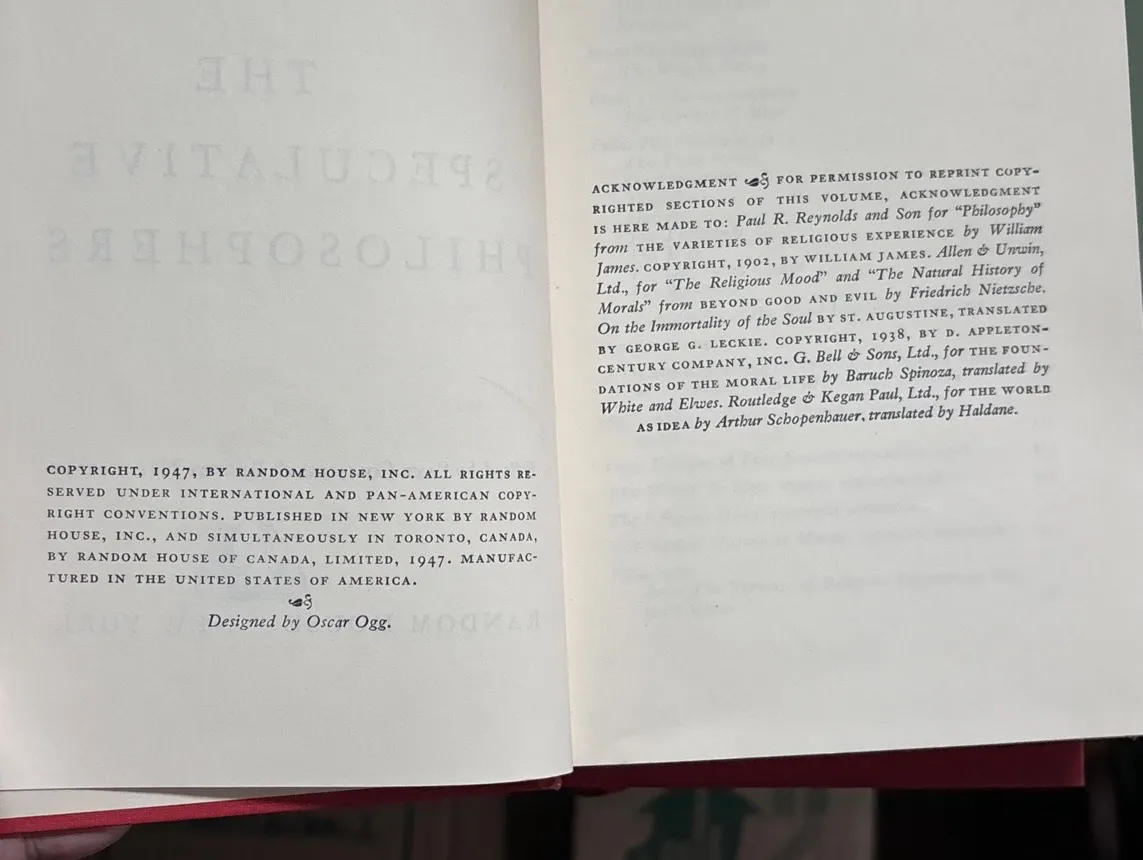 THE
SPECULATIVE
PHILOSOPHERS
COPYRIGHT, 1947, BY RANDOM HOUSE, INC. ALL RIGHTS RE-
SERVED UNDER INTERNATIONAL AND PAN-AMERICAN COPY-
RIGHT CONVENTIONS. PUBLISHED IN NEW YORK BY RANDOM
HOUSE, INC., AND SIMULTANEOUSLY IN TORONTO, CANADA,
BY RANDOM HOUSE OF CANADA, LIMITED, 1947. MANUFAC-
TURED IN THE UNITED STATES OF AMERICA.
Designed by Oscar Ogg.
ACKNOWLEDGMENT FOR PERMISSION TO REPRINT COPY-
RIGHTED SECTIONS OF THIS VOLUME, ACKNOWLEDGMENT
IS HERE MADE TO: Paul R. Reynolds and Son for "Philosophy"
from THE VARIETIES OF RELIGIOUS EXPERIENCE by William
James. COPYRIGHT, 1902, BY WILLIAM JAMES. Allen & Unwin,
Ltd., for "The Religious Mood" and "The Natural History of
Morals" from BEYOND GOOD AND EVIL by Friedrich Nietzsche.
On the Immortality of the Soul BY ST. AUGUSTINE, TRANSLATED
BY GEORGE G. LECKIE. COPYRIGHT, 1938, BY D. APPLETON-
CENTURY COMPANY, INC. G. Bell & Sons, Ltd., for THE FOUN-
DATIONS OF THE MORAL LIFE by Baruch Spinoza, translated by
White and Elwes. Routledge & Kegan Paul, Ltd., for THE WORLD
AS IDEA by Arthur Schopenhauer, translated by Haldane.